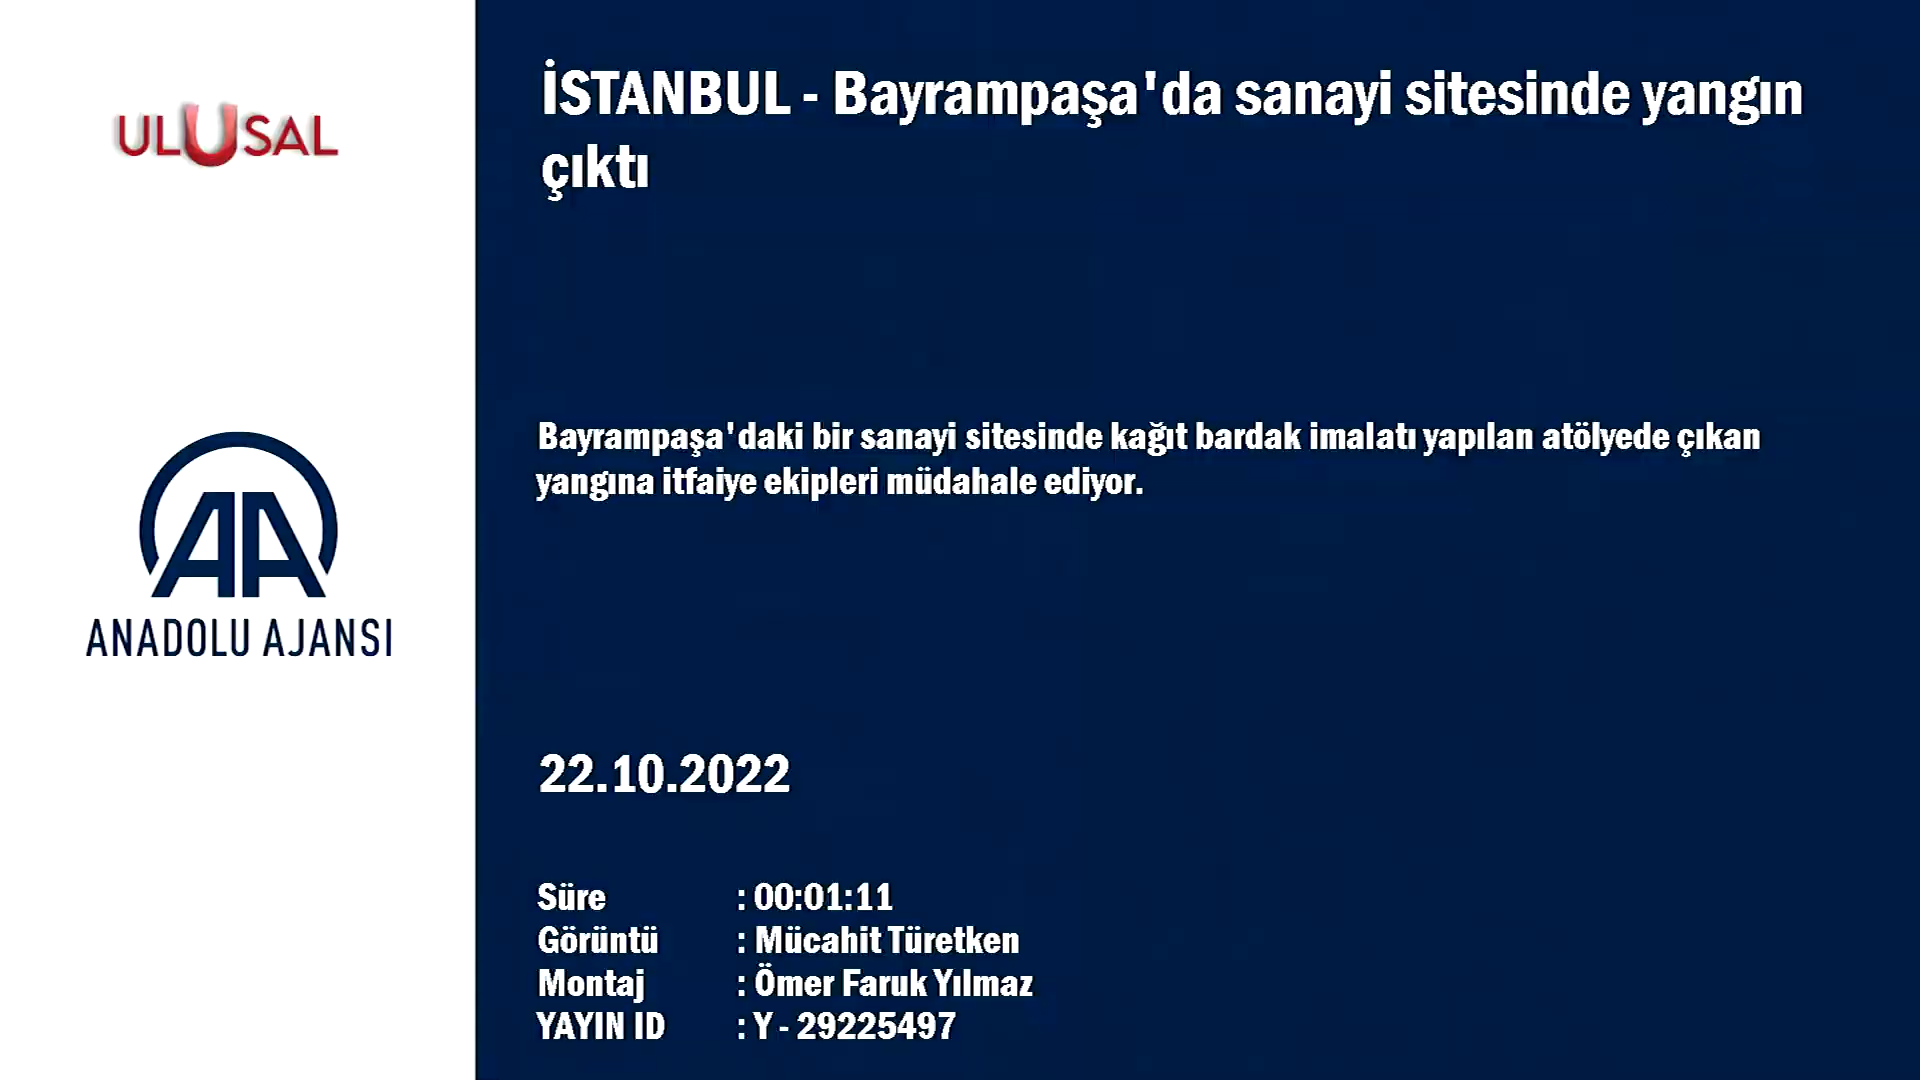 ULUSAL
ANADOLU AJANSI
İSTANBUL - Bayrampaşa'da sanayi sitesinde yangın
çıktı
Bayrampaşa'daki bir sanayi sitesinde kağıt bardak imalatı yapılan atölyede çıkan
yangına itfaiye ekipleri müdahale ediyor.
22.10.2022
Süre : 00:01:11
Görüntü : Mücahit Türetken
Montaj : Ömer Faruk Yılmaz
YAYIN ID : Y - 29225497